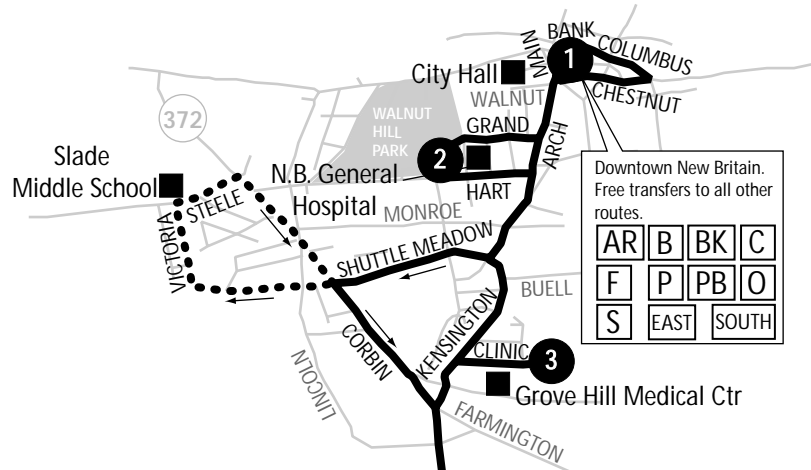 BANK
MAIN
COLUMBUS
1
City Hall
WALNUT
CHESTNUT
372
WALNUT
HILL
PARK
GRAND
ARCH
2
Slade
Middle School
N.B. General
Hospital
HART
Downtown New Britain.
Free transfers to all other
routes.
AR B BK C
F P PB O
S EAST SOUTH
STEELE
MONROE
VICTORIA
SHUTTLE MEADOW
BUELL
KENSINGTON
CORBIN
CLINIC
3
LINCOLN
Grove Hill Medical Ctr
FARMINGTON